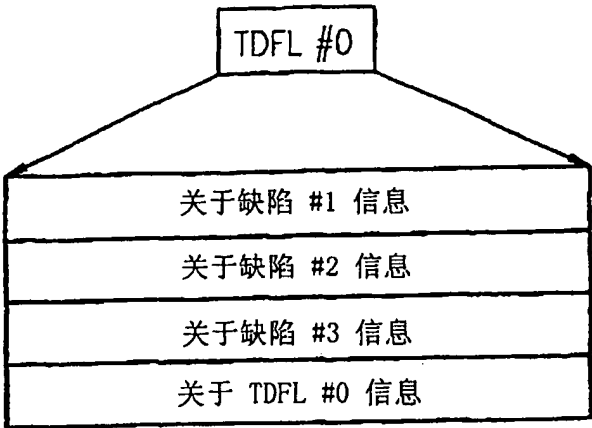 TDFL #0
关于缺陷 #1 信息
关于缺陷 #2 信息
关于缺陷 #3 信息
关于 TDFL #0 信息